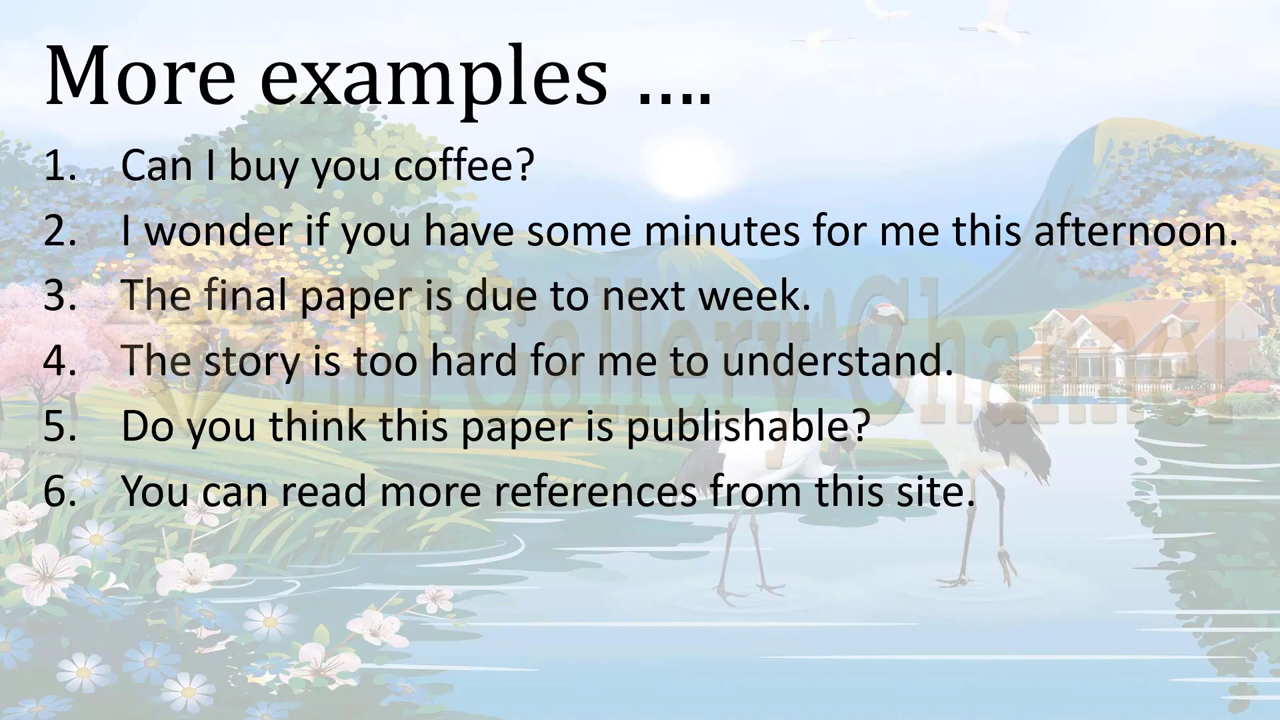 More examples ....
1. Can I buy you coffee?
2. I wonder if you have some minutes for me this afternoon.
3. The final paper is due to next week.
4. The story is too hard for me to understand.
5. Do you think this paper is publishable?
6. You can read more references from this site.
Gallery Channel